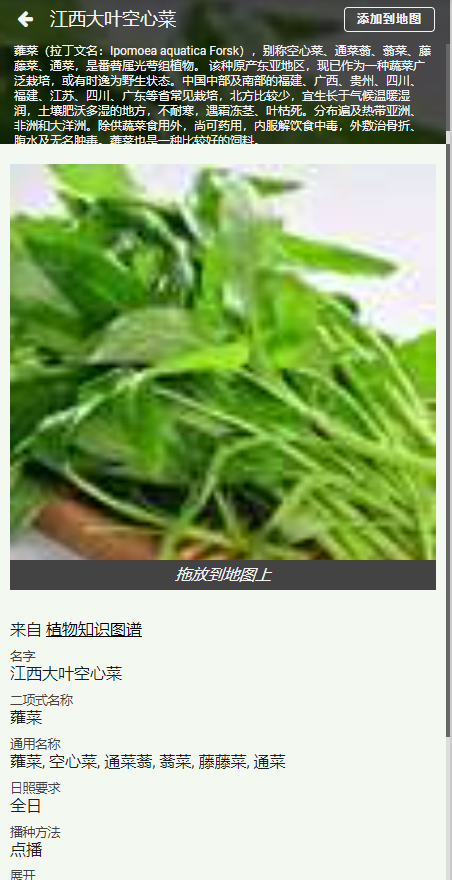 江西大叶空心菜
添加到地图
蕹菜（拉丁文名：Ipomoea aquatica Forsk），别称空心菜、通菜蓊、蓊菜、藤
藤菜、通菜，是番薯属光萼组植物。 该种原产东亚地区，现已作为一种蔬菜广
泛栽培，或有时逸为野生状态。中国中部及南部的福建、广西、贵州、四川、
福建、江苏、四川、广东等省常见栽培，北方比较少，宜生长于气候温暖湿
润，土壤肥沃多湿的地方，不耐寒，遇霜冻茎、叶枯死。分布遍及热带亚洲、
非洲和大洋洲。除供蔬菜食用外，尚可药用，内服解饮食中毒，外敷治骨折、
腹水及无名肿毒。蕹菜也是一种比较好的饲料。
拖放到地图上
来自 植物知识图谱
名字
江西大叶空心菜
二项式名称
蕹菜
通用名称
蕹菜, 空心菜, 通菜蓊, 蓊菜, 藤藤菜, 通菜
日照要求
全日
播种方法
点播
展开